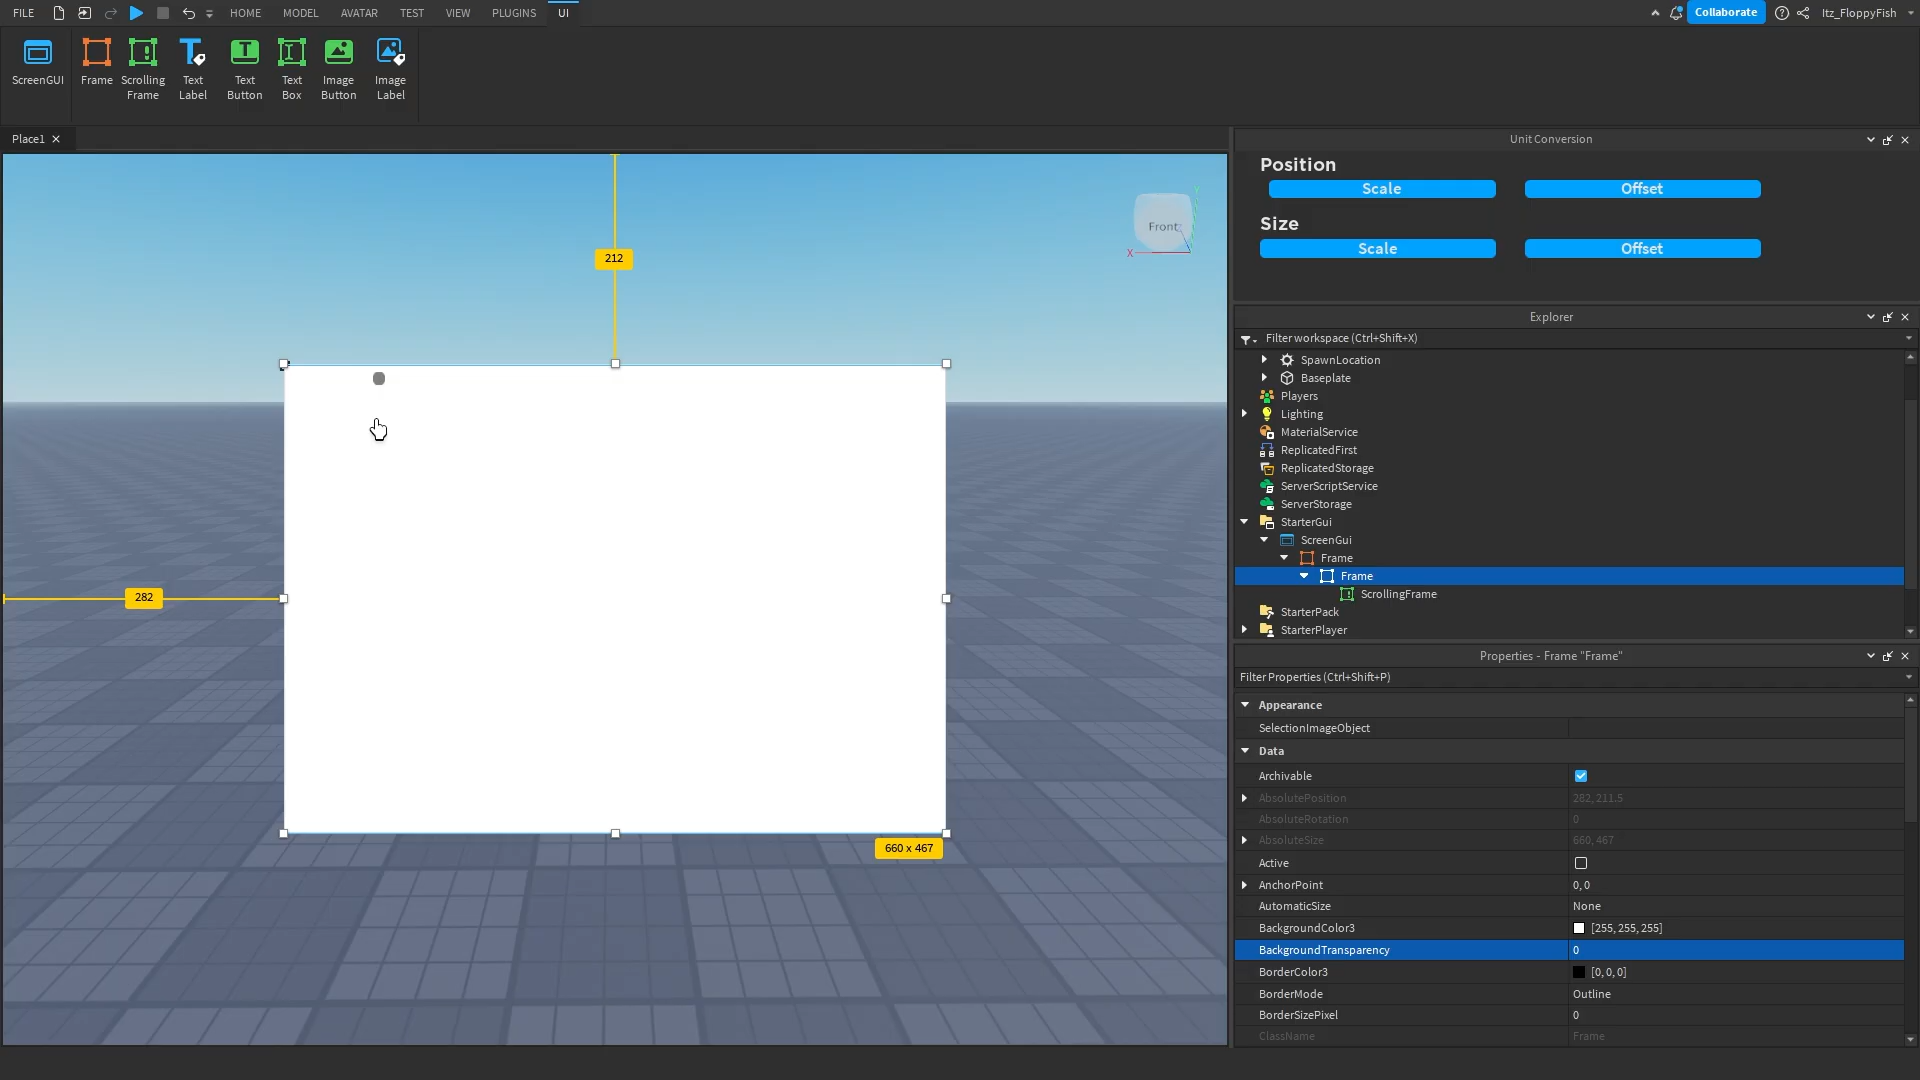 FILE HOME MODEL AVATAR TEST VIEW PLUGINS UI Collaborate Itz_FloppyFish
ScreenGUI
Frame
Scrolling
Frame
Text
Label
Text
Button
Text
Box
Image
Button
Image
Label
Place1
212
Front
Y
X
282
660 x 467
Unit Conversion
Position
Scale Offset
Size
Scale Offset
Explorer
Filter workspace (Ctrl+Shift+X)
SpawnLocation
Baseplate
Players
Lighting
MaterialService
ReplicatedFirst
ReplicatedStorage
ServerScriptService
ServerStorage
StarterGui
ScreenGui
Frame
Frame
ScrollingFrame
StarterPack
StarterPlayer
Properties - Frame "Frame"
Filter Properties (Ctrl+Shift+P)
Appearance
SelectionImageObject
Data
Archivable
AbsolutePosition 282, 211.5
AbsoluteRotation 0
AbsoluteSize 660, 467
Active
AnchorPoint 0, 0
AutomaticSize None
BackgroundColor3 [255, 255, 255]
BackgroundTransparency 0
BorderColor3 [0, 0, 0]
BorderMode Outline
BorderSizePixel 0
ClassName Frame